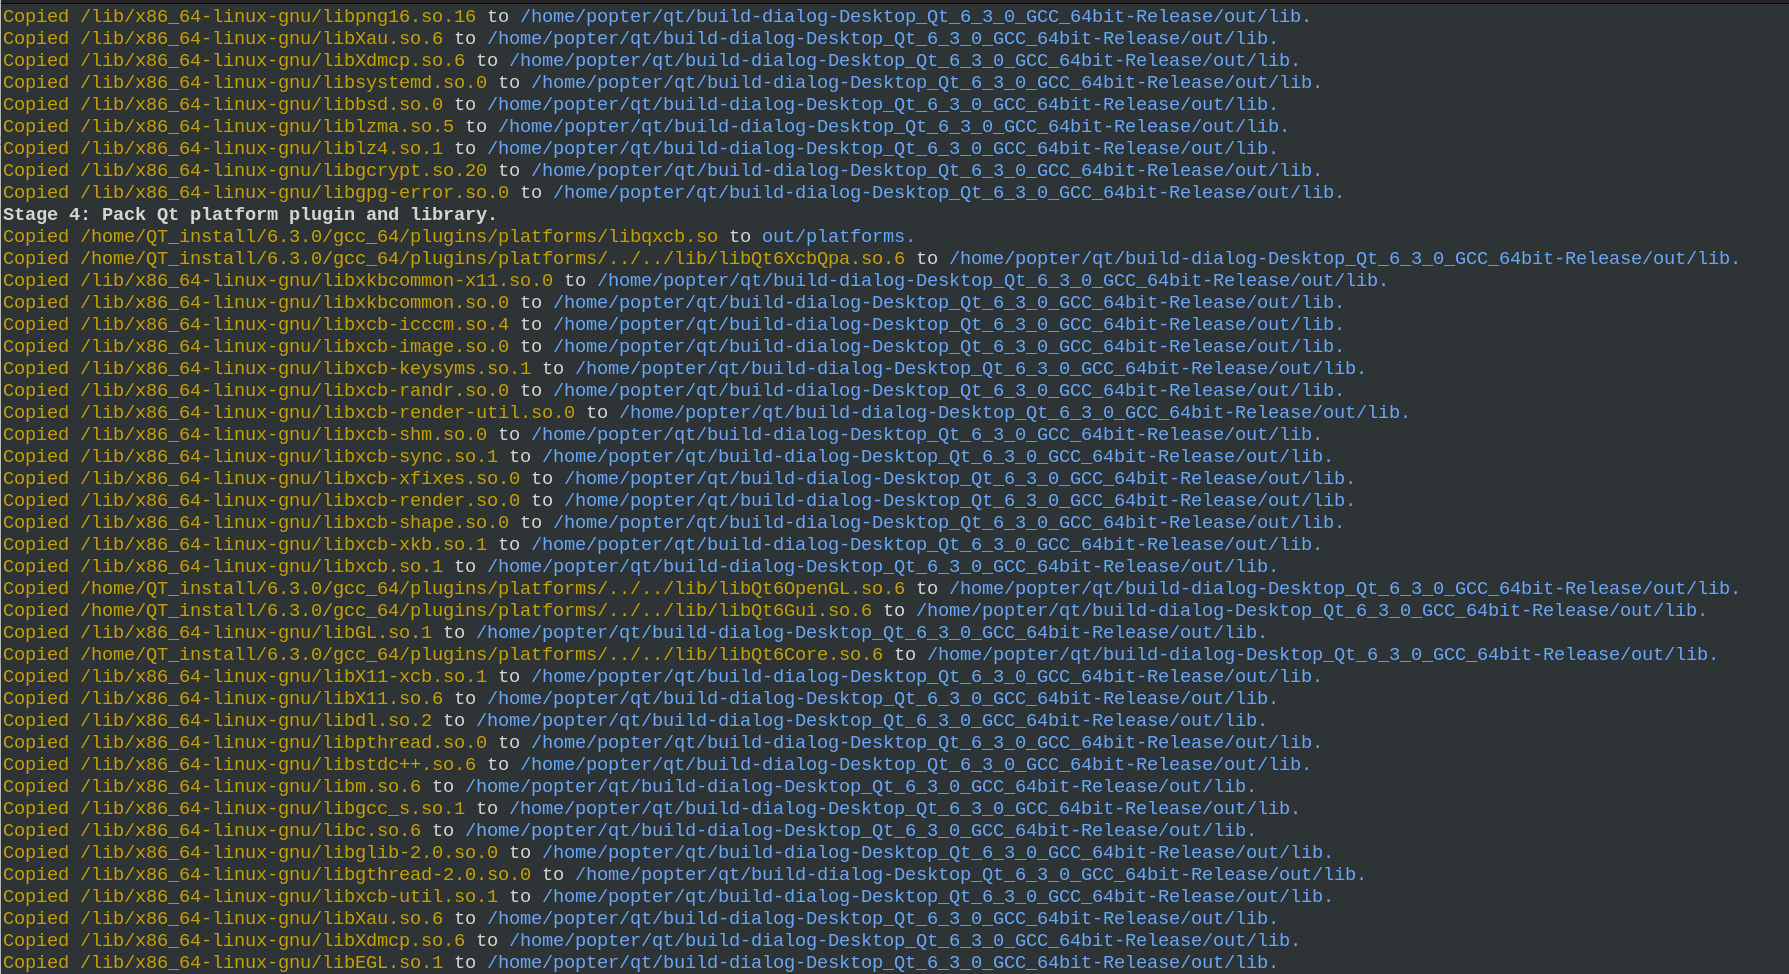 Copied /lib/x86_64-linux-gnu/libpng16.so.16 to /home/popter/qt/build-dialog-Desktop_Qt_6_3_0_GCC_64bit-Release/out/lib.
Copied /lib/x86_64-linux-gnu/libXau.so.6 to /home/popter/qt/build-dialog-Desktop_Qt_6_3_0_GCC_64bit-Release/out/lib.
Copied /lib/x86_64-linux-gnu/libXdmcp.so.6 to /home/popter/qt/build-dialog-Desktop_Qt_6_3_0_GCC_64bit-Release/out/lib.
Copied /lib/x86_64-linux-gnu/libsystemd.so.0 to /home/popter/qt/build-dialog-Desktop_Qt_6_3_0_GCC_64bit-Release/out/lib.
Copied /lib/x86_64-linux-gnu/libbsd.so.0 to /home/popter/qt/build-dialog-Desktop_Qt_6_3_0_GCC_64bit-Release/out/lib.
Copied /lib/x86_64-linux-gnu/liblzma.so.5 to /home/popter/qt/build-dialog-Desktop_Qt_6_3_0_GCC_64bit-Release/out/lib.
Copied /lib/x86_64-linux-gnu/liblz4.so.1 to /home/popter/qt/build-dialog-Desktop_Qt_6_3_0_GCC_64bit-Release/out/lib.
Copied /lib/x86_64-linux-gnu/libgcrypt.so.20 to /home/popter/qt/build-dialog-Desktop_Qt_6_3_0_GCC_64bit-Release/out/lib.
Copied /lib/x86_64-linux-gnu/libgpg-error.so.0 to /home/popter/qt/build-dialog-Desktop_Qt_6_3_0_GCC_64bit-Release/out/lib.
Stage 4: Pack Qt platform plugin and library.
Copied /home/QT_install/6.3.0/gcc_64/plugins/platforms/libqxcb.so to out/platforms.
Copied /home/QT_install/6.3.0/gcc_64/plugins/platforms/../../lib/libQt6XcbQpa.so.6 to /home/popter/qt/build-dialog-Desktop_Qt_6_3_0_GCC_64bit-Release/out/lib.
Copied /lib/x86_64-linux-gnu/libxkbcommon-x11.so.0 to /home/popter/qt/build-dialog-Desktop_Qt_6_3_0_GCC_64bit-Release/out/lib.
Copied /lib/x86_64-linux-gnu/libxkbcommon.so.0 to /home/popter/qt/build-dialog-Desktop_Qt_6_3_0_GCC_64bit-Release/out/lib.
Copied /lib/x86_64-linux-gnu/libxcb-icccm.so.4 to /home/popter/qt/build-dialog-Desktop_Qt_6_3_0_GCC_64bit-Release/out/lib.
Copied /lib/x86_64-linux-gnu/libxcb-image.so.0 to /home/popter/qt/build-dialog-Desktop_Qt_6_3_0_GCC_64bit-Release/out/lib.
Copied /lib/x86_64-linux-gnu/libxcb-keysyms.so.1 to /home/popter/qt/build-dialog-Desktop_Qt_6_3_0_GCC_64bit-Release/out/lib.
Copied /lib/x86_64-linux-gnu/libxcb-randr.so.0 to /home/popter/qt/build-dialog-Desktop_Qt_6_3_0_GCC_64bit-Release/out/lib.
Copied /lib/x86_64-linux-gnu/libxcb-render-util.so.0 to /home/popter/qt/build-dialog-Desktop_Qt_6_3_0_GCC_64bit-Release/out/lib.
Copied /lib/x86_64-linux-gnu/libxcb-shm.so.0 to /home/popter/qt/build-dialog-Desktop_Qt_6_3_0_GCC_64bit-Release/out/lib.
Copied /lib/x86_64-linux-gnu/libxcb-sync.so.1 to /home/popter/qt/build-dialog-Desktop_Qt_6_3_0_GCC_64bit-Release/out/lib.
Copied /lib/x86_64-linux-gnu/libxcb-xfixes.so.0 to /home/popter/qt/build-dialog-Desktop_Qt_6_3_0_GCC_64bit-Release/out/lib.
Copied /lib/x86_64-linux-gnu/libxcb-render.so.0 to /home/popter/qt/build-dialog-Desktop_Qt_6_3_0_GCC_64bit-Release/out/lib.
Copied /lib/x86_64-linux-gnu/libxcb-shape.so.0 to /home/popter/qt/build-dialog-Desktop_Qt_6_3_0_GCC_64bit-Release/out/lib.
Copied /lib/x86_64-linux-gnu/libxcb-xkb.so.1 to /home/popter/qt/build-dialog-Desktop_Qt_6_3_0_GCC_64bit-Release/out/lib.
Copied /lib/x86_64-linux-gnu/libxcb.so.1 to /home/popter/qt/build-dialog-Desktop_Qt_6_3_0_GCC_64bit-Release/out/lib.
Copied /home/QT_install/6.3.0/gcc_64/plugins/platforms/../../lib/libQt6OpenGL.so.6 to /home/popter/qt/build-dialog-Desktop_Qt_6_3_0_GCC_64bit-Release/out/lib.
Copied /home/QT_install/6.3.0/gcc_64/plugins/platforms/../../lib/libQt6Gui.so.6 to /home/popter/qt/build-dialog-Desktop_Qt_6_3_0_GCC_64bit-Release/out/lib.
Copied /lib/x86_64-linux-gnu/libGL.so.1 to /home/popter/qt/build-dialog-Desktop_Qt_6_3_0_GCC_64bit-Release/out/lib.
Copied /home/QT_install/6.3.0/gcc_64/plugins/platforms/../../lib/libQt6Core.so.6 to /home/popter/qt/build-dialog-Desktop_Qt_6_3_0_GCC_64bit-Release/out/lib.
Copied /lib/x86_64-linux-gnu/libX11-xcb.so.1 to /home/popter/qt/build-dialog-Desktop_Qt_6_3_0_GCC_64bit-Release/out/lib.
Copied /lib/x86_64-linux-gnu/libX11.so.6 to /home/popter/qt/build-dialog-Desktop_Qt_6_3_0_GCC_64bit-Release/out/lib.
Copied /lib/x86_64-linux-gnu/libdl.so.2 to /home/popter/qt/build-dialog-Desktop_Qt_6_3_0_GCC_64bit-Release/out/lib.
Copied /lib/x86_64-linux-gnu/libpthread.so.0 to /home/popter/qt/build-dialog-Desktop_Qt_6_3_0_GCC_64bit-Release/out/lib.
Copied /lib/x86_64-linux-gnu/libstdc++.so.6 to /home/popter/qt/build-dialog-Desktop_Qt_6_3_0_GCC_64bit-Release/out/lib.
Copied /lib/x86_64-linux-gnu/libm.so.6 to /home/popter/qt/build-dialog-Desktop_Qt_6_3_0_GCC_64bit-Release/out/lib.
Copied /lib/x86_64-linux-gnu/libgcc_s.so.1 to /home/popter/qt/build-dialog-Desktop_Qt_6_3_0_GCC_64bit-Release/out/lib.
Copied /lib/x86_64-linux-gnu/libc.so.6 to /home/popter/qt/build-dialog-Desktop_Qt_6_3_0_GCC_64bit-Release/out/lib.
Copied /lib/x86_64-linux-gnu/libglib-2.0.so.0 to /home/popter/qt/build-dialog-Desktop_Qt_6_3_0_GCC_64bit-Release/out/lib.
Copied /lib/x86_64-linux-gnu/libgthread-2.0.so.0 to /home/popter/qt/build-dialog-Desktop_Qt_6_3_0_GCC_64bit-Release/out/lib.
Copied /lib/x86_64-linux-gnu/libxcb-util.so.1 to /home/popter/qt/build-dialog-Desktop_Qt_6_3_0_GCC_64bit-Release/out/lib.
Copied /lib/x86_64-linux-gnu/libXau.so.6 to /home/popter/qt/build-dialog-Desktop_Qt_6_3_0_GCC_64bit-Release/out/lib.
Copied /lib/x86_64-linux-gnu/libXdmcp.so.6 to /home/popter/qt/build-dialog-Desktop_Qt_6_3_0_GCC_64bit-Release/out/lib.
Copied /lib/x86_64-linux-gnu/libEGL.so.1 to /home/popter/qt/build-dialog-Desktop_Qt_6_3_0_GCC_64bit-Release/out/lib.